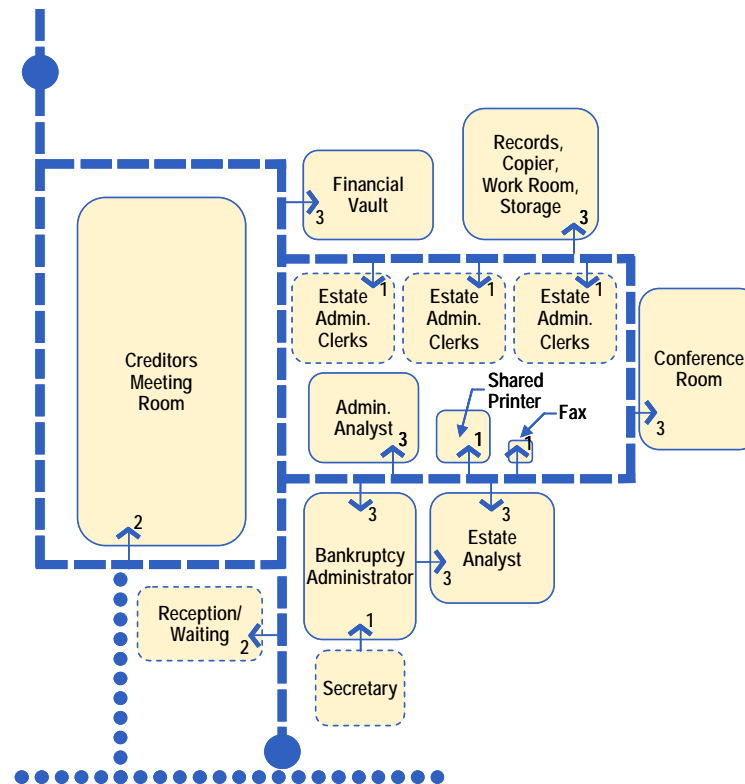 Records,
Copier,
Work Room,
Storage
3
Financial
Vault
3
1
1
1
Estate
Admin.
Clerks
Estate
Admin.
Clerks
Estate
Admin.
Clerks
Creditors
Meeting
Room
2
Conference
Room
3
Shared
Printer
Fax
Admin.
Analyst
3
1
1
3
Bankruptcy
Administrator
1
3
Estate
Analyst
3
Reception/
Waiting
2
Secretary